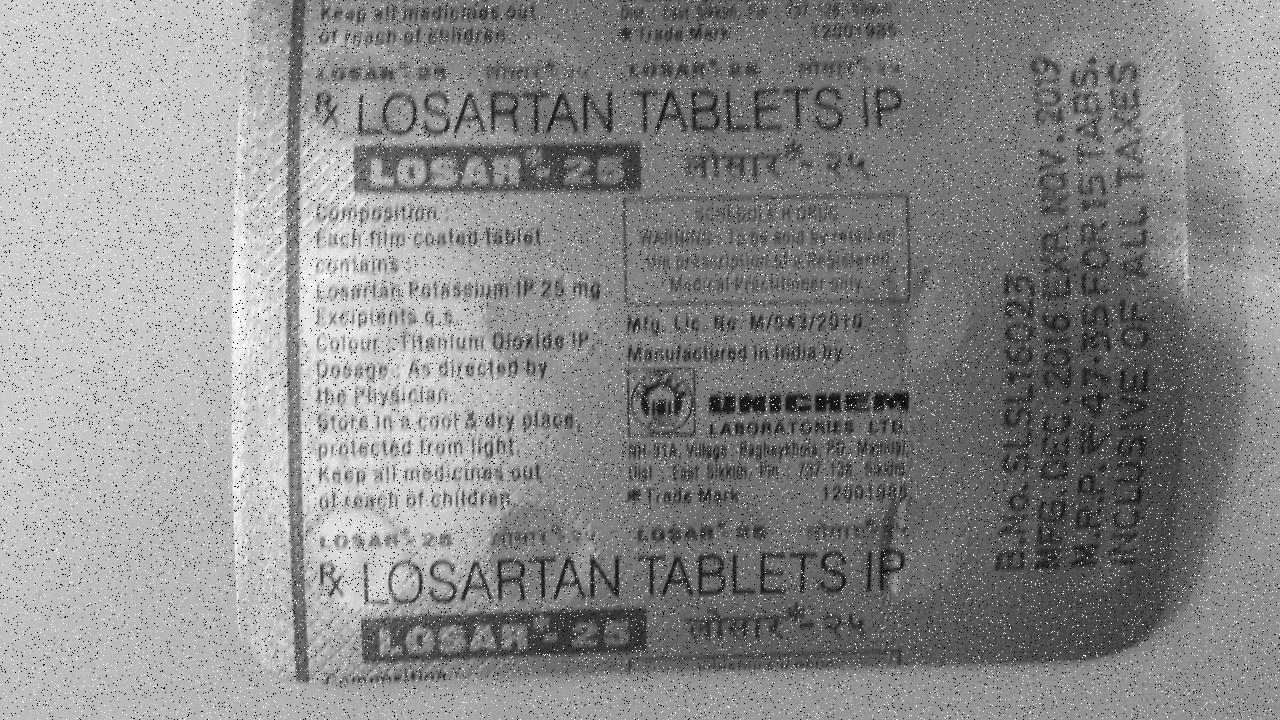 Keep all medicines out
of reach of children.
Dist. : East Sikkim, Pin : 737 136, Sikkim.
* Trade Mark 12001985
LOSAR*- 25 लोसार*- २५ LOSAR*- 25 लोसार*- २५
Rx LOSARTAN TABLETS IP
LOSAR*- 25 लोसार*- २५
Composition :
Each film coated tablet
contains :
Losartan Potassium IP 25 mg
Excipients q.s.
Colour : Titanium Dioxide IP.
Dosage : As directed by
the Physician.
Store in a cool & dry place,
protected from light.
Keep all medicines out
of reach of children.
SCHEDULE H DRUG
Warning : To be sold by retail on
the prescription of a Registered
Medical Practitioner only.
Mfg. Lic. No. M/543/2010
Manufactured in India by :
UNICHEM
LABORATORIES LTD.
Village : Bagheykhola, P.O. Majhitar,
Dist. : East Sikkim, Pin : 737 136, Sikkim.
* Trade Mark 12001985
LOSAR*- 25 लोसार*- २५ LOSAR*- 25 लोसार*- २५
Rx LOSARTAN TABLETS IP
LOSAR*- 25 लोसार*- २५
Composition :
B.No. SLSL16023
MFG. DEC. 2016 EXP. NOV. 2019
M.R.P. ₹ 47.35 FOR 15 TABS.
INCLUSIVE OF ALL TAXES